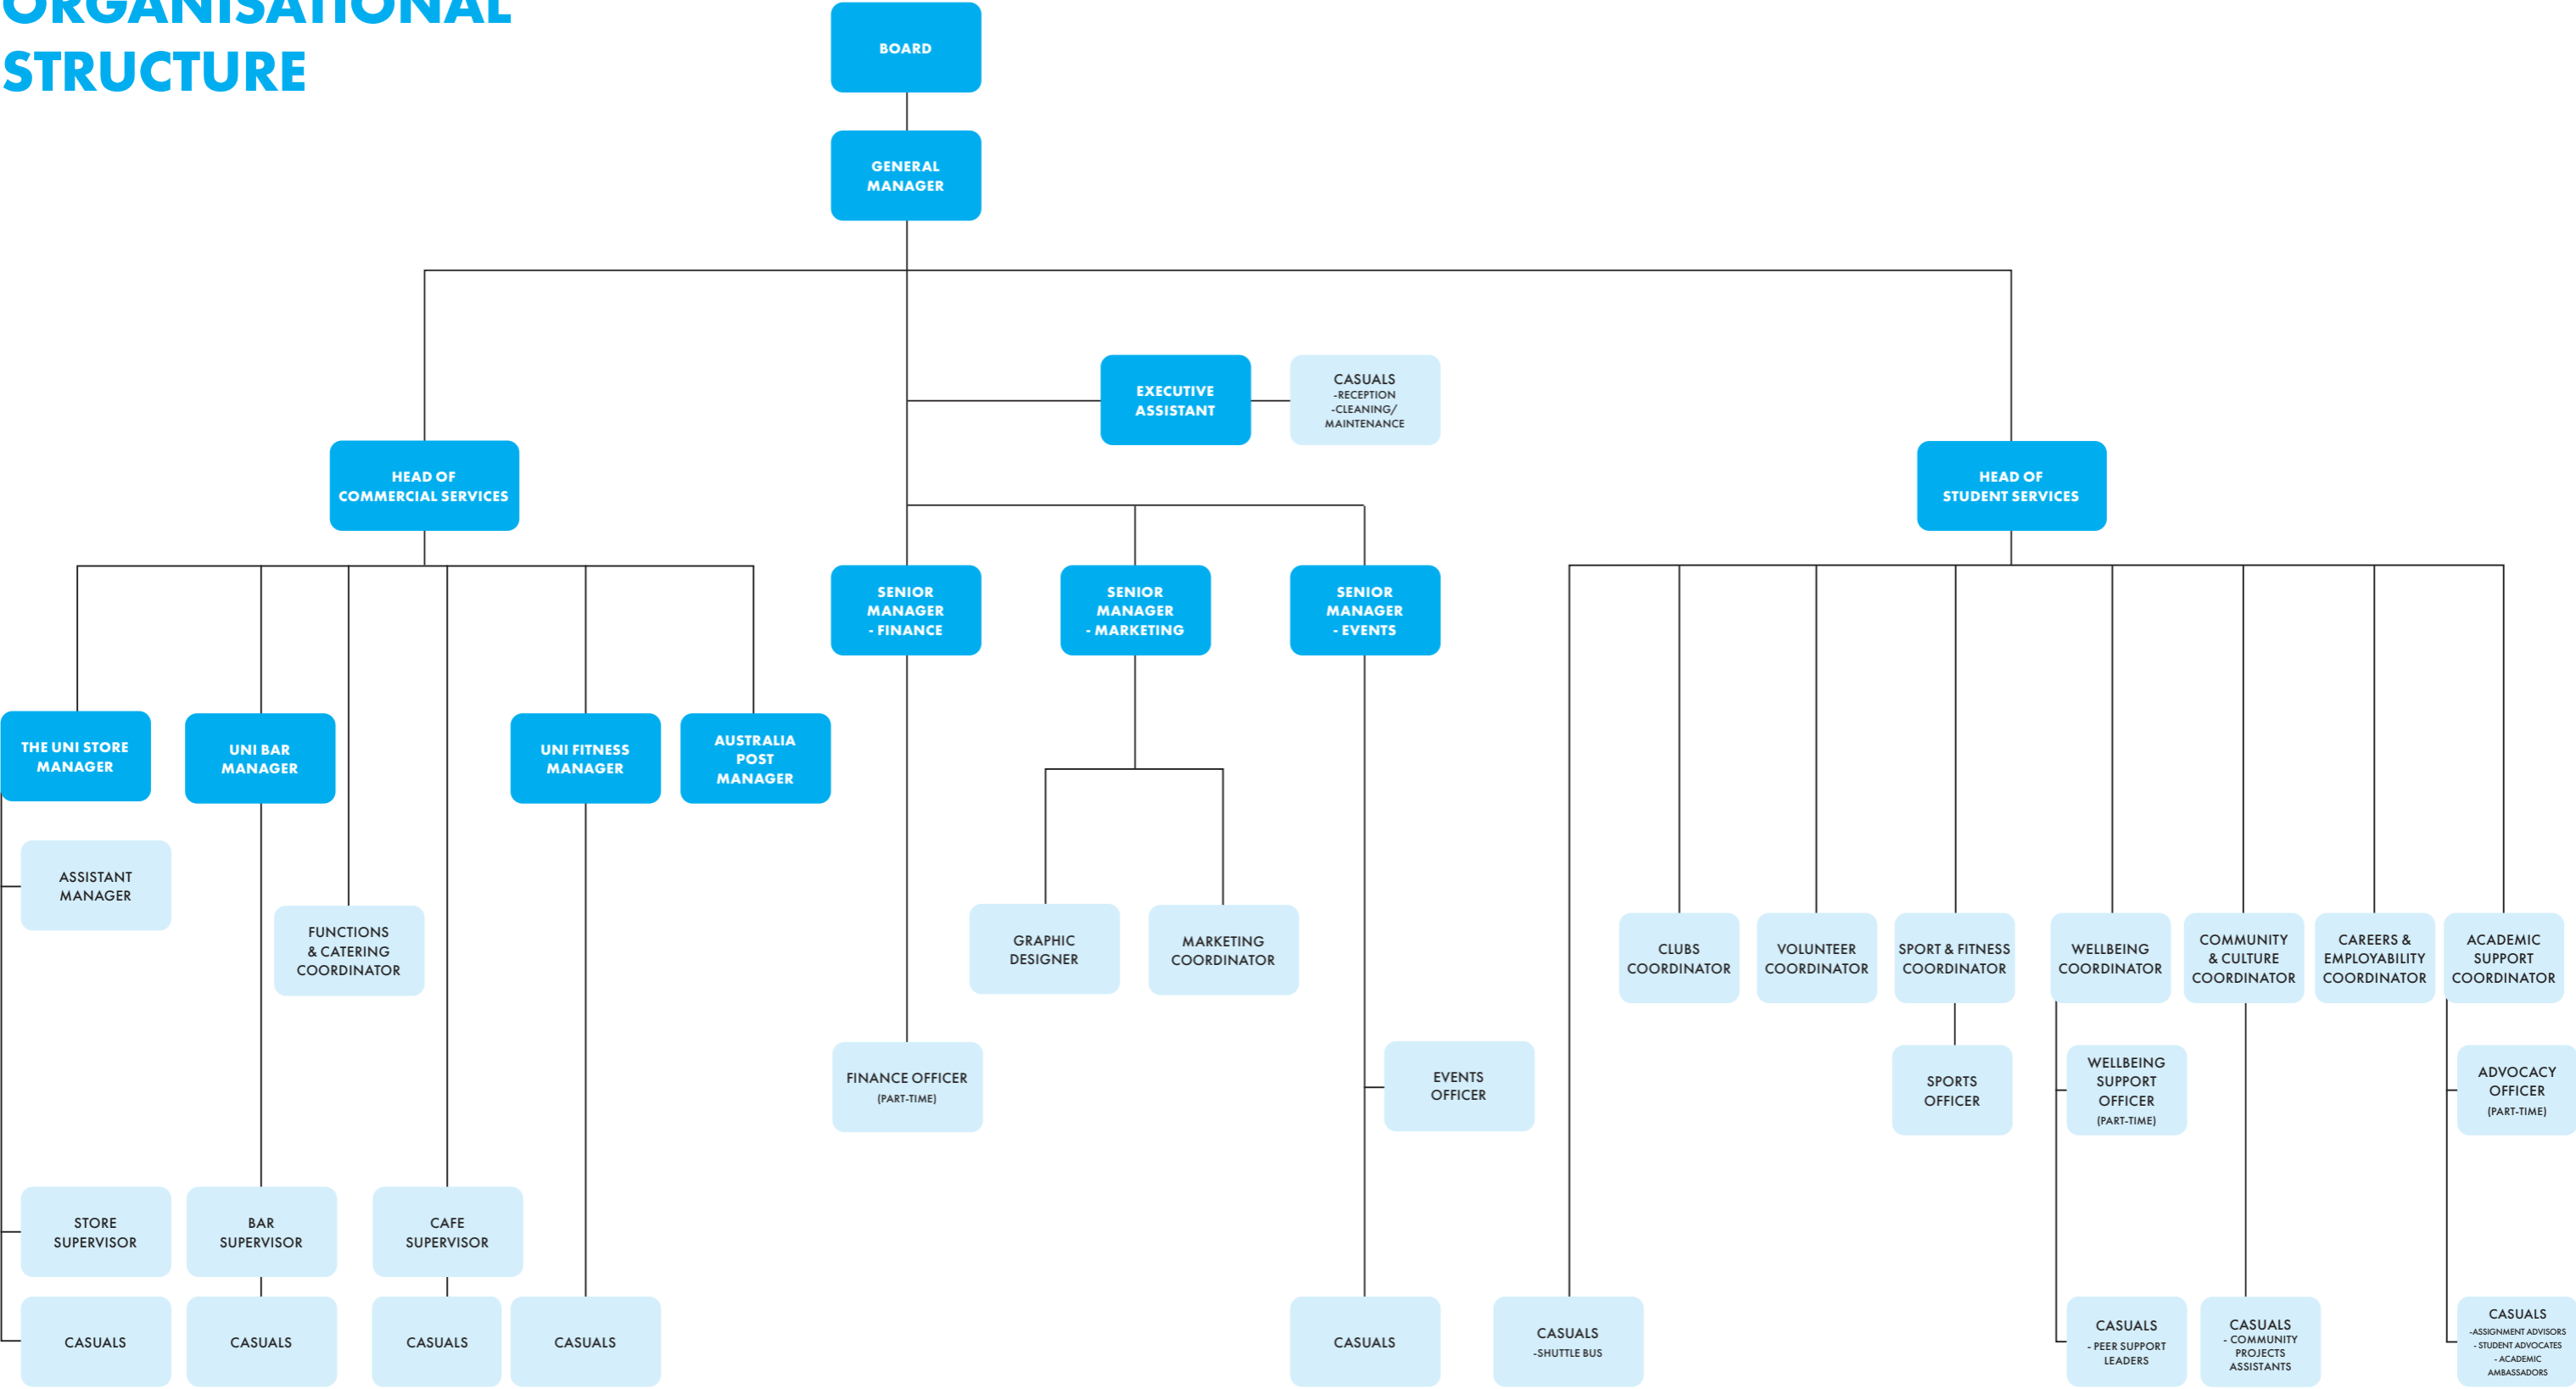 ORGANISATIONAL
STRUCTURE
BOARD
GENERAL
MANAGER
EXECUTIVE
ASSISTANT
CASUALS
-RECEPTION
-CLEANING/
MAINTENANCE
HEAD OF
COMMERCIAL SERVICES
HEAD OF
STUDENT SERVICES
SENIOR
MANAGER
- FINANCE
SENIOR
MANAGER
- MARKETING
SENIOR
MANAGER
- EVENTS
THE UNI STORE
MANAGER
UNI BAR
MANAGER
UNI FITNESS
MANAGER
AUSTRALIA
POST
MANAGER
ASSISTANT
MANAGER
FUNCTIONS
& CATERING
COORDINATOR
GRAPHIC
DESIGNER
MARKETING
COORDINATOR
CLUBS
COORDINATOR
VOLUNTEER
COORDINATOR
SPORT & FITNESS
COORDINATOR
WELLBEING
COORDINATOR
COMMUNITY
& CULTURE
COORDINATOR
CAREERS &
EMPLOYABILITY
COORDINATOR
ACADEMIC
SUPPORT
COORDINATOR
FINANCE OFFICER
(PART-TIME)
EVENTS
OFFICER
SPORTS
OFFICER
WELLBEING
SUPPORT
OFFICER
(PART-TIME)
ADVOCACY
OFFICER
(PART-TIME)
STORE
SUPERVISOR
BAR
SUPERVISOR
CAFE
SUPERVISOR
CASUALS
CASUALS
CASUALS
CASUALS
CASUALS
CASUALS
-SHUTTLE BUS
CASUALS
- PEER SUPPORT
LEADERS
CASUALS
- COMMUNITY
PROJECTS
ASSISTANTS
CASUALS
-ASSIGNMENT ADVISORS
- STUDENT ADVOCATES
- ACADEMIC
AMBASSADORS